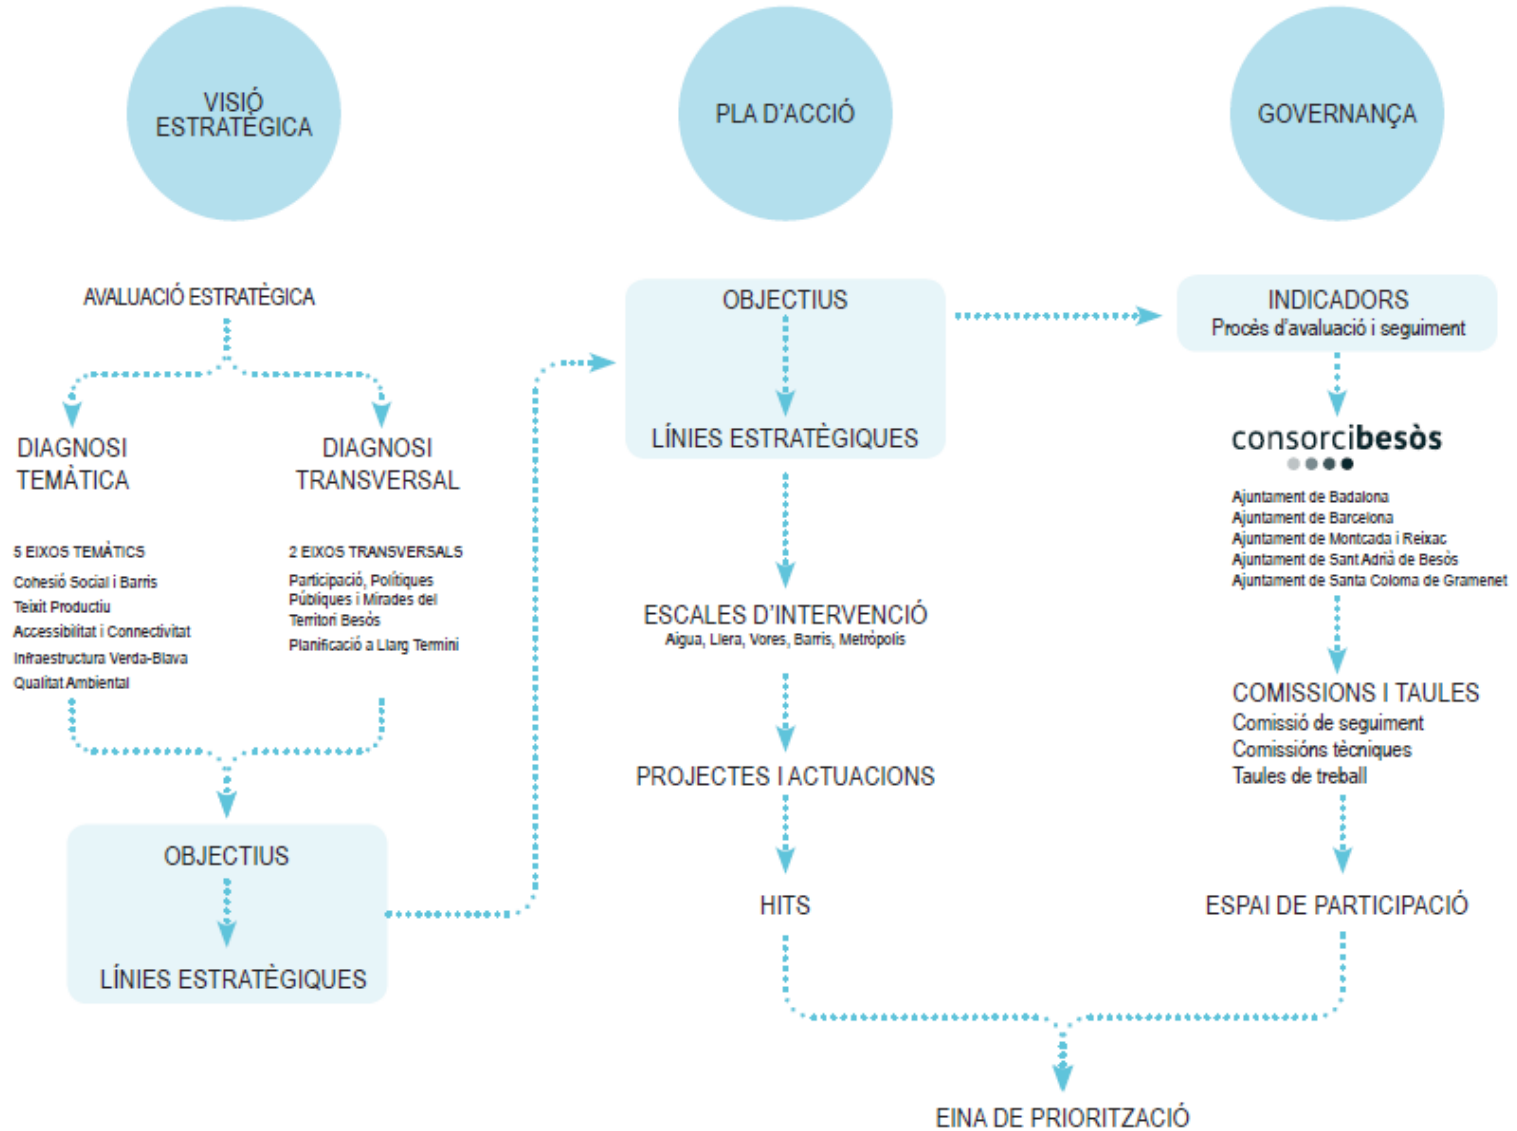 VISIÓ
ESTRATÈGICA
AVALUACIÓ ESTRATÈGICA
DIAGNOSI
TEMÀTICA
DIAGNOSI
TRANSVERSAL
5 EIXOS TEMÀTICS
Cohesió Social i Barris
Teixit Productiu
Accessibilitat i Connectivitat
Infraestructura Verda-Blava
Qualitat Ambiental
2 EIXOS TRANSVERSALS
Participació, Polítiques
Públiques i Mirades del
Territori Besòs
Planificació a Llarg Termini
OBJECTIUS
LÍNIES ESTRATÈGIQUES
PLA D'ACCIÓ
OBJECTIUS
LÍNIES ESTRATÈGIQUES
ESCALES D'INTERVENCIÓ
Aigua, Llera, Vores, Barris, Metròpolis
PROJECTES I ACTUACIONS
HITS
GOVERNANÇA
INDICADORS
Procès d'avaluació i seguiment
consorcibesòs
Ajuntament de Badalona
Ajuntament de Barcelona
Ajuntament de Montcada i Reixac
Ajuntament de Sant Adrià de Besòs
Ajuntament de Santa Coloma de Gramenet
COMISSIONS I TAULES
Comissió de seguiment
Comissións tècniques
Taules de treball
ESPAI DE PARTICIPACIÓ
EINA DE PRIORITZACIÓ